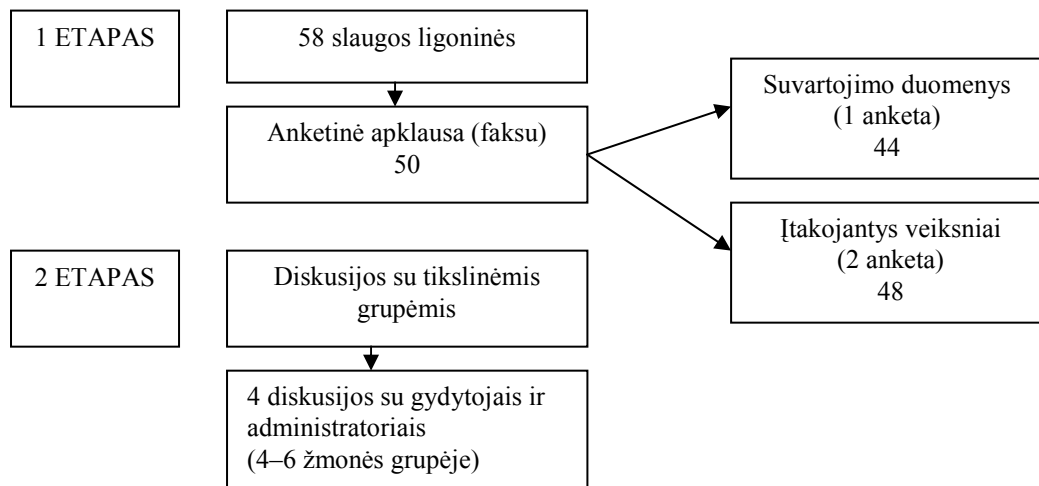 1 ETAPAS
58 slaugos ligoninės
Anketinė apklausa (faksu)
50
Suvartojimo duomenys
(1 anketa)
44
Įtakojantys veiksniai
(2 anketa)
48
2 ETAPAS
Diskusijos su tikslinėmis
grupėmis
4 diskusijos su gydytojais ir
administratoriais
(4–6 žmonės grupėje)